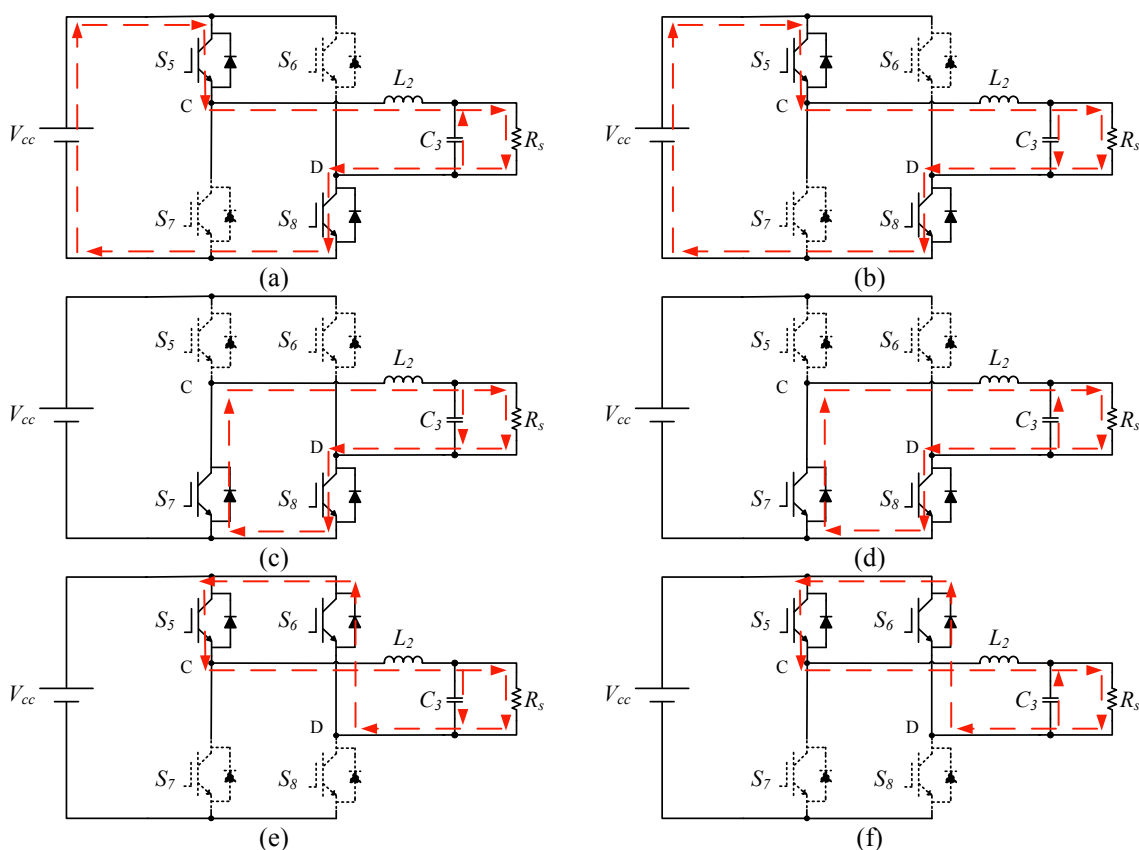 S5 S6 L2
C
Vcc C3 Rs
D
S7 S8
(a)
S5 S6 L2
C
Vcc C3 Rs
D
S7 S8
(b)
S5 S6 L2
C
Vcc C3 Rs
D
S7 S8
(c)
S5 S6 L2
C
Vcc C3 Rs
D
S7 S8
(d)
S5 S6 L2
C
Vcc C3 Rs
D
S7 S8
(e)
S5 S6 L2
C
Vcc C3 Rs
D
S7 S8
(f)